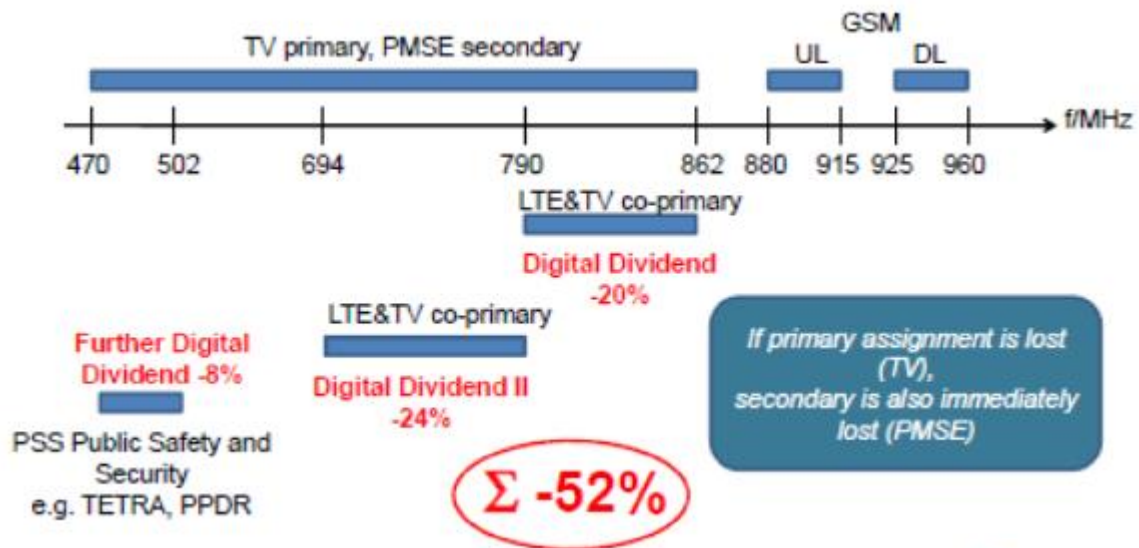 GSM
TV primary, PMSE secondary
UL
DL
f/MHz
470
502
694
790
862
880
915
925
960
LTE&TV co-primary
Digital Dividend
-20%
LTE&TV co-primary
Digital Dividend II
-24%
Further Digital
Dividend -8%
PSS Public Safety and
Security
e.g. TETRA, PPDR
If primary assignment is lost
(TV),
secondary is also immediately
lost (PMSE)
Σ -52%